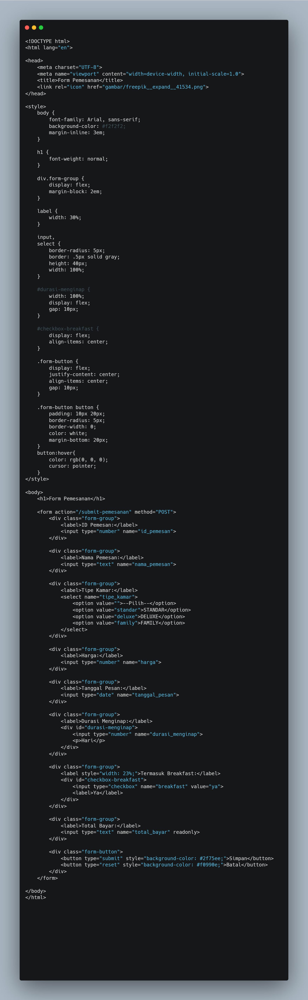 <!DOCTYPE html>
<html lang="en">

<head>
    <meta charset="UTF-8">
    <meta name="viewport" content="width=device-width, initial-scale=1.0">
    <title>Form Pemesanan</title>
    <link rel="icon" href="gambar/freepik__expand__41534.png">
</head>

<style>
    body {
        font-family: Arial, sans-serif;
        background-color: #f2f2f2;
        margin-inline: 3em;
    }

    h1 {
        font-weight: normal;
    }

    div.form-group {
        display: flex;
        margin-block: 2em;
    }

    label {
        width: 30%;
    }

    input,
    select {
        border-radius: 5px;
        border: .5px solid gray;
        height: 40px;
        width: 100%;
    }

    #durasi-menginap {
        width: 100%;
        display: flex;
        gap: 10px;
    }

    #checkbox-breakfast {
        display: flex;
        align-items: center;
    }

    .form-button {
        display: flex;
        justify-content: center;
        align-items: center;
        gap: 10px;
    }

    .form-button button {
        padding: 10px 20px;
        border-radius: 5px;
        border-width: 0;
        color: white;
        margin-bottom: 20px;
    }
    button:hover{
        color: rgb(0, 0, 0);
        cursor: pointer;
    }
</style>

<body>
    <h1>Form Pemesanan</h1>

    <form action="/submit-pemesanan" method="POST">
        <div class="form-group">
            <label>ID Pemesan:</label>
            <input type="number" name="id_pemesan">
        </div>

        <div class="form-group">
            <label>Nama Pemesan:</label>
            <input type="text" name="nama_pemesan">
        </div>

        <div class="form-group">
            <label>Tipe Kamar:</label>
            <select name="tipe_kamar">
                <option value="">--Pilih--</option>
                <option value="standar">STANDAR</option>
                <option value="deluxe">DELUXE</option>
                <option value="family">FAMILY</option>
            </select>
        </div>

        <div class="form-group">
            <label>Harga:</label>
            <input type="number" name="harga">
        </div>

        <div class="form-group">
            <label>Tanggal Pesan:</label>
            <input type="date" name="tanggal_pesan">
        </div>

        <div class="form-group">
            <label>Durasi Menginap:</label>
            <div id="durasi-menginap">
                <input type="number" name="durasi_menginap">
                <p>Hari</p>
            </div>
        </div>

        <div class="form-group">
            <label style="width: 23%;">Termasuk Breakfast:</label>
            <div id="checkbox-breakfast">
                <input type="checkbox" name="breakfast" value="ya">
                <label>Ya</label>
            </div>
        </div>

        <div class="form-group">
            <label>Total Bayar:</label>
            <input type="text" name="total_bayar" readonly>
        </div>

        <div class="form-button">
            <button type="submit" style="background-color: #2f75ee;">Simpan</button>
            <button type="reset" style="background-color: #f0990e;">Batal</button>
        </div>
    </form>

</body>
</html>